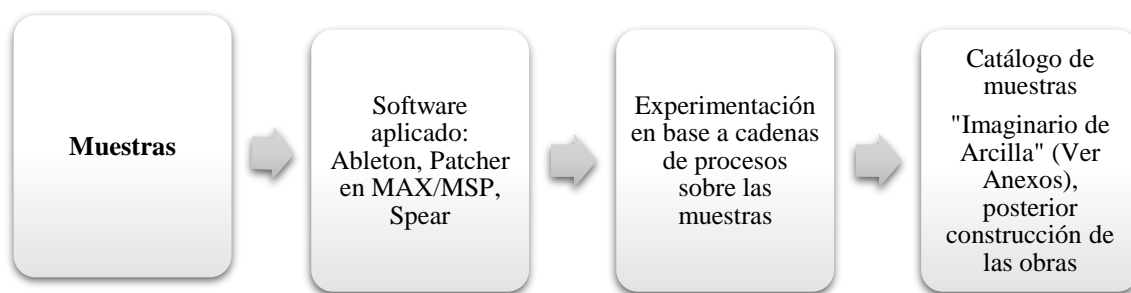 Muestras
Software
aplicado:
Ableton, Patcher
en MAX/MSP,
Spear
Experimentación
en base a cadenas
de procesos
sobre las
muestras
Catálogo de
muestras
"Imaginario de
Arcilla" (Ver
Anexos),
posterior
construcción de
las obras